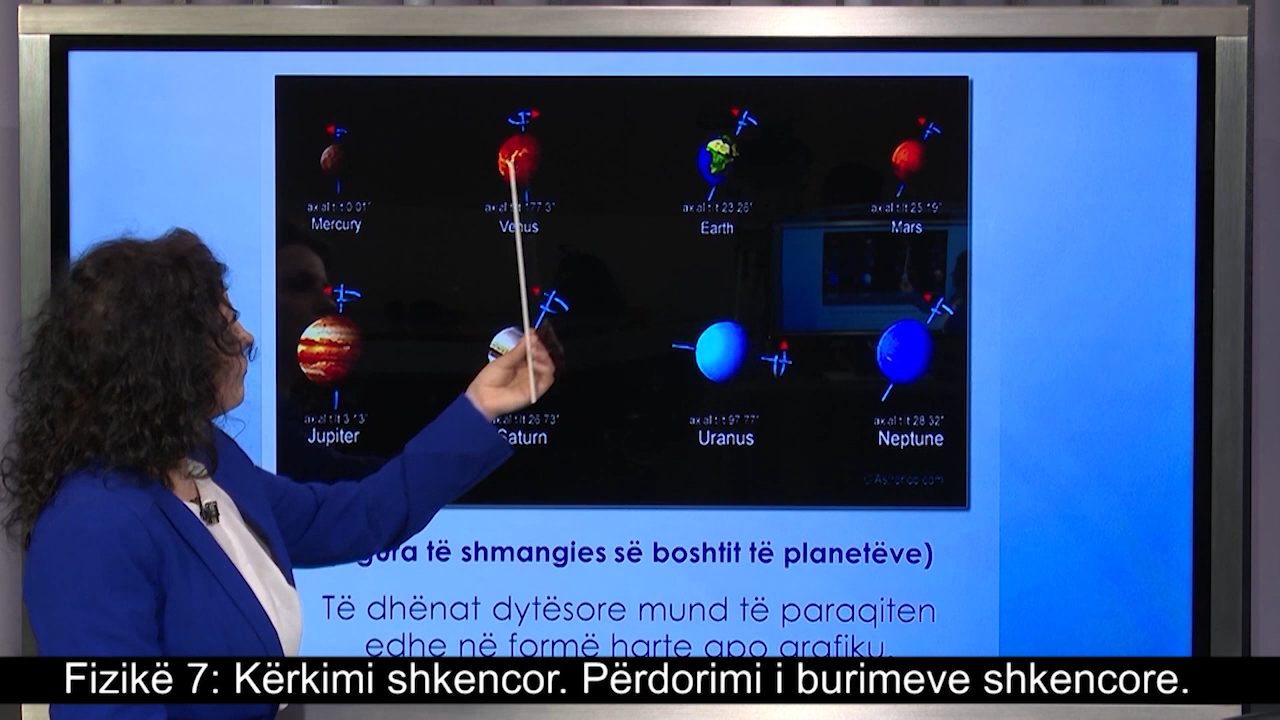 axial tilt 0.01°
axial tilt 177.3°
axial tilt 23.26°
axial tilt 25.19°
Mercury
Venus
Earth
Mars
axial tilt 3.13°
26.73°
axial tilt 97.77°
axial tilt 28.32°
Jupiter
Saturn
Uranus
Neptune
© Astronoo.com
të shmangies së boshtit të planetëve)
Të dhënat dytësore mund të paraqiten
edhe në formë harte apo grafiku.
Fizikë 7: Kërkimi shkencor. Përdorimi i burimeve shkencore.